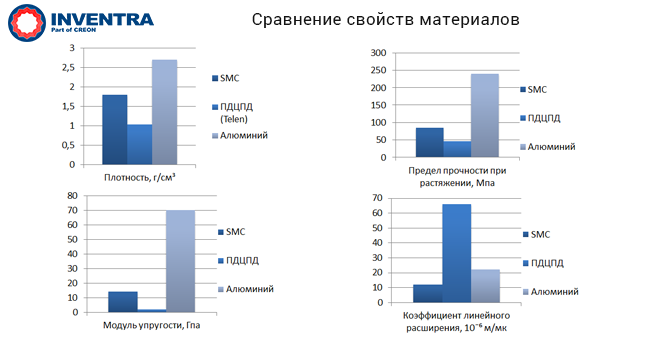 INVENTRA
Part of CREON
Сравнение свойств материалов
3
2,5
2
1,5
1
0,5
0
SMC
ПДЦПД
(Telen)
Алюминий
Плотность, г/см³
300
250
200
150
100
50
0
SMC
ПДЦПД
Алюминий
Предел прочности при
растяжении, Мпа
80
70
60
50
40
30
20
10
0
SMC
ПДЦПД
Алюминий
Модуль упругости, Гпа
70
60
50
40
30
20
10
0
SMC
ПДЦПД
Алюминий
Коэффициент линейного
расширения, 10⁻⁶ м/мк